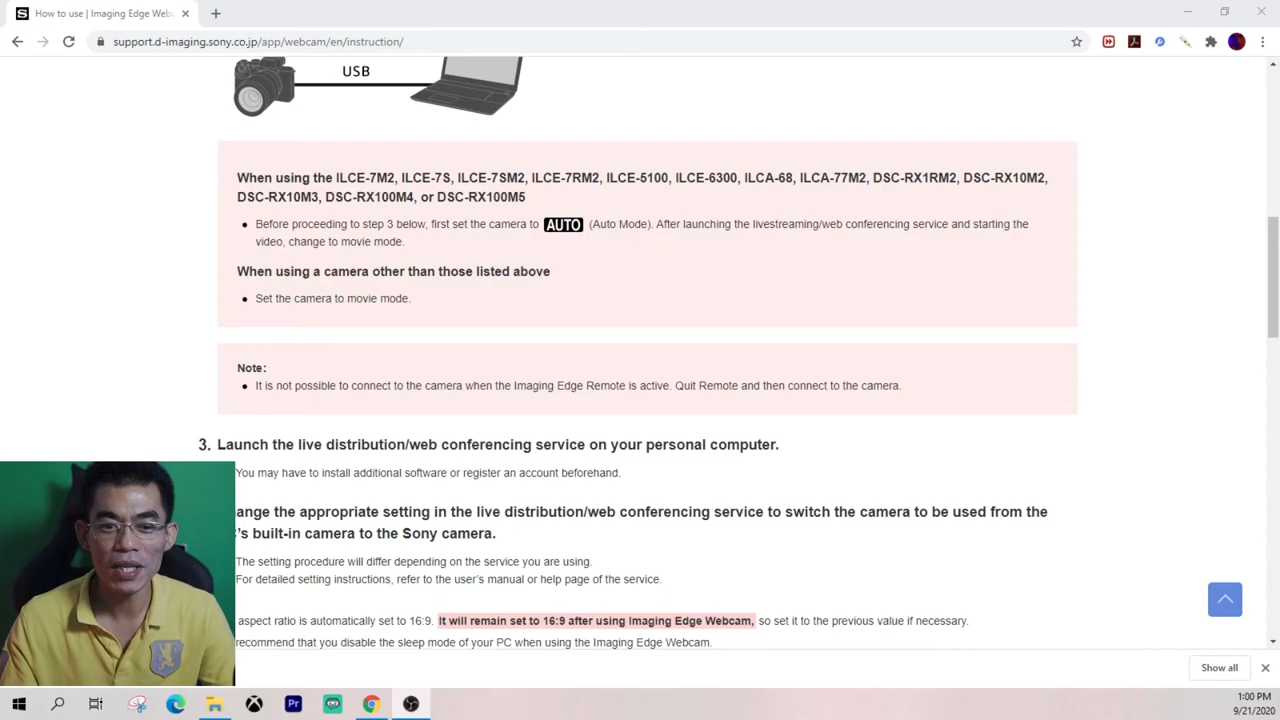 How to use | Imaging Edge Web
support.d-imaging.sony.co.jp/app/webcam/en/instruction/
USB
When using the ILCE-7M2, ILCE-7S, ILCE-7SM2, ILCE-7RM2, ILCE-5100, ILCE-6300, ILCA-68, ILCA-77M2, DSC-RX1RM2, DSC-RX10M2,
DSC-RX10M3, DSC-RX100M4, or DSC-RX100M5
● Before proceeding to step 3 below, first set the camera to AUTO (Auto Mode). After launching the livestreaming/web conferencing service and starting the
video, change to movie mode.
When using a camera other than those listed above
● Set the camera to movie mode.
Note:
● It is not possible to connect to the camera when the Imaging Edge Remote is active. Quit Remote and then connect to the camera.
3. Launch the live distribution/web conferencing service on your personal computer.
You may have to install additional software or register an account beforehand.
ange the appropriate setting in the live distribution/web conferencing service to switch the camera to be used from the
's built-in camera to the Sony camera.
The setting procedure will differ depending on the service you are using.
For detailed setting instructions, refer to the user's manual or help page of the service.
aspect ratio is automatically set to 16:9. It will remain set to 16:9 after using Imaging Edge Webcam, so set it to the previous value if necessary.
recommend that you disable the sleep mode of your PC when using the Imaging Edge Webcam.
Show all
Pr
1:00 PM
9/21/2020